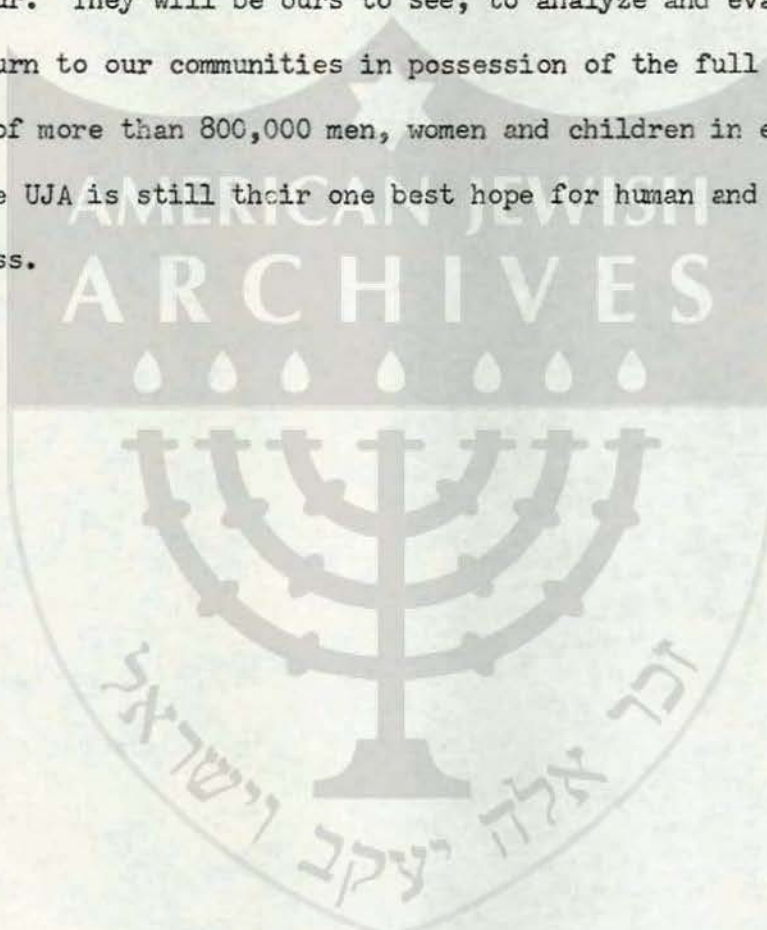 They will be ours to see, to analyze and
urn to our communities in possession of the full
of more than 800,000 men, women and children in e
e UJA is still their one best hope for human and
ss.
AMERICAN JEWISH
ARCHIVES
זכר אלה יעקב וישראל